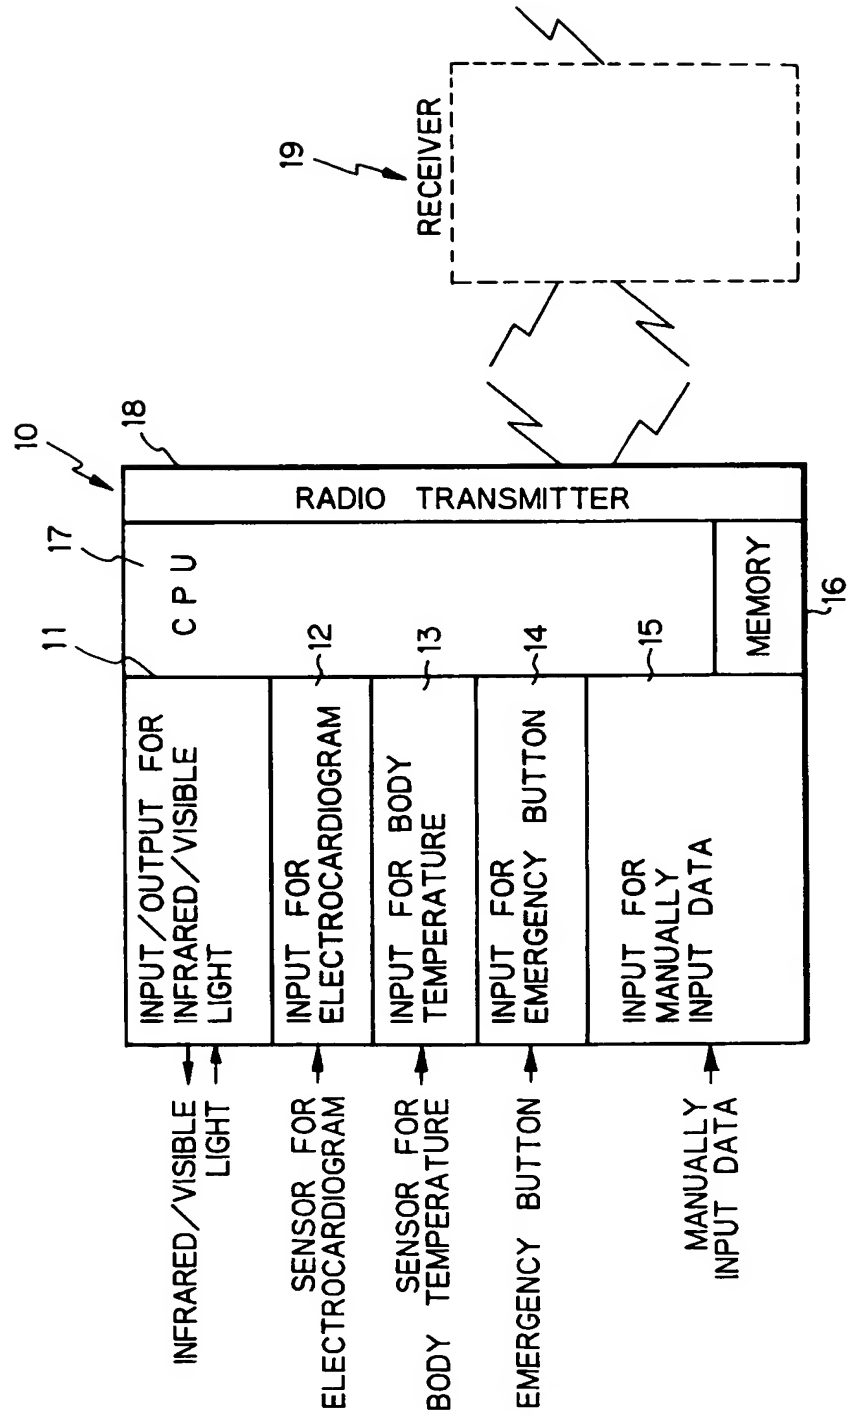 INFRARED/VISIBLE
LIGHT
SENSOR FOR
ELECTROCARDIOGRAM
SENSOR FOR
BODY TEMPERATURE
EMERGENCY BUTTON
MANUALLY
INPUT DATA
INPUT/OUTPUT FOR
INFRARED/VISIBLE
LIGHT
INPUT FOR
ELECTROCARDIOGRAM
INPUT FOR BODY
TEMPERATURE
INPUT FOR
EMERGENCY BUTTON
INPUT FOR
MANUALLY
INPUT DATA
11
12
13
14
15
17
CPU
MEMORY
16
10
18
RADIO TRANSMITTER
19
RECEIVER